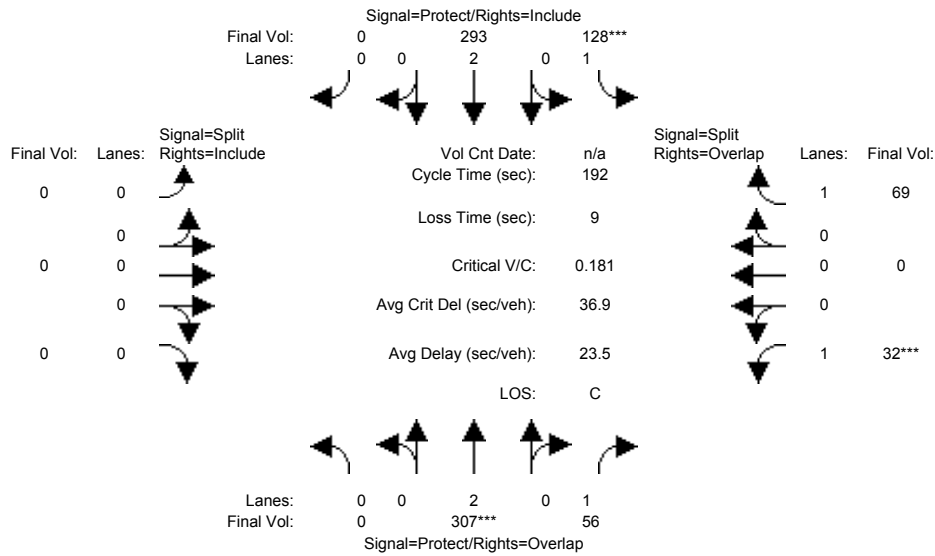 Signal=Protect/Rights=Include
Final Vol: 0 293 128***
Lanes: 0 0 2 0 1
Signal=Split Signal=Split
Final Vol: Lanes: Rights=Include Vol Cnt Date: n/a Rights=Overlap Lanes: Final Vol:
Cycle Time (sec): 192
0 0 1 69
Loss Time (sec): 9
0 0
0 0 Critical V/C: 0.181 0 0
0 Avg Crit Del (sec/veh): 36.9 0
0 0 Avg Delay (sec/veh): 23.5 1 32***
LOS: C
Lanes: 0 0 2 0 1
Final Vol: 0 307*** 56
Signal=Protect/Rights=Overlap